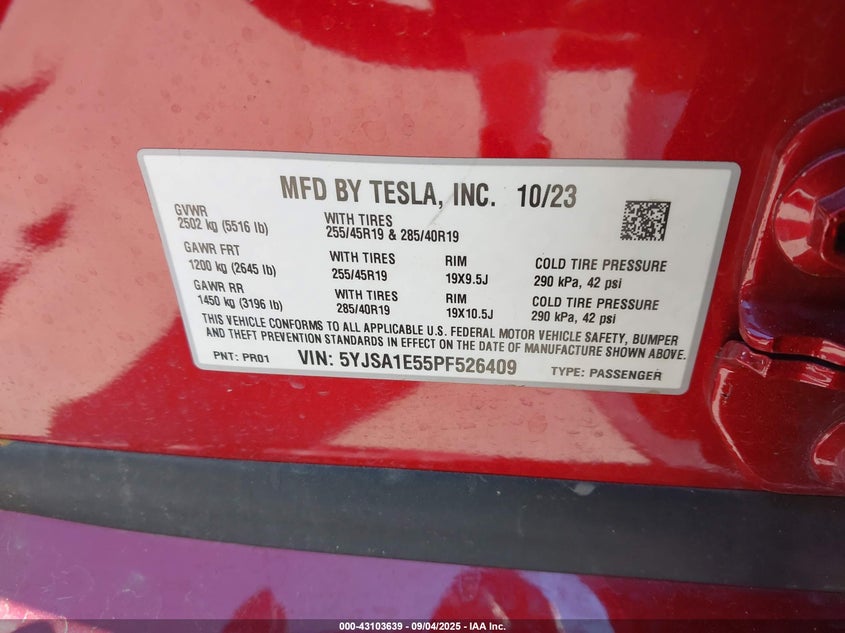 MFD BY TESLA, INC. 10/23
GVWR
2502 kg (5516 lb)
WITH TIRES
255/45R19 & 285/40R19
GAWR FRT
1200 kg (2645 lb)
WITH TIRES
255/45R19
RIM
19X9.5J
COLD TIRE PRESSURE
290 kPa, 42 psi
GAWR RR
1450 kg (3196 lb)
WITH TIRES
285/40R19
RIM
19X10.5J
COLD TIRE PRESSURE
290 kPa, 42 psi
THIS VEHICLE CONFORMS TO ALL APPLICABLE U.S. FEDERAL MOTOR VEHICLE SAFETY, BUMPER
AND THEFT PREVENTION STANDARDS IN EFFECT ON THE DATE OF MANUFACTURE SHOWN ABOVE.
PNT: PR01 VIN: 5YJSA1E55PF526409 TYPE: PASSENGER
000-43103639 - 09/04/2025 - IAA Inc.